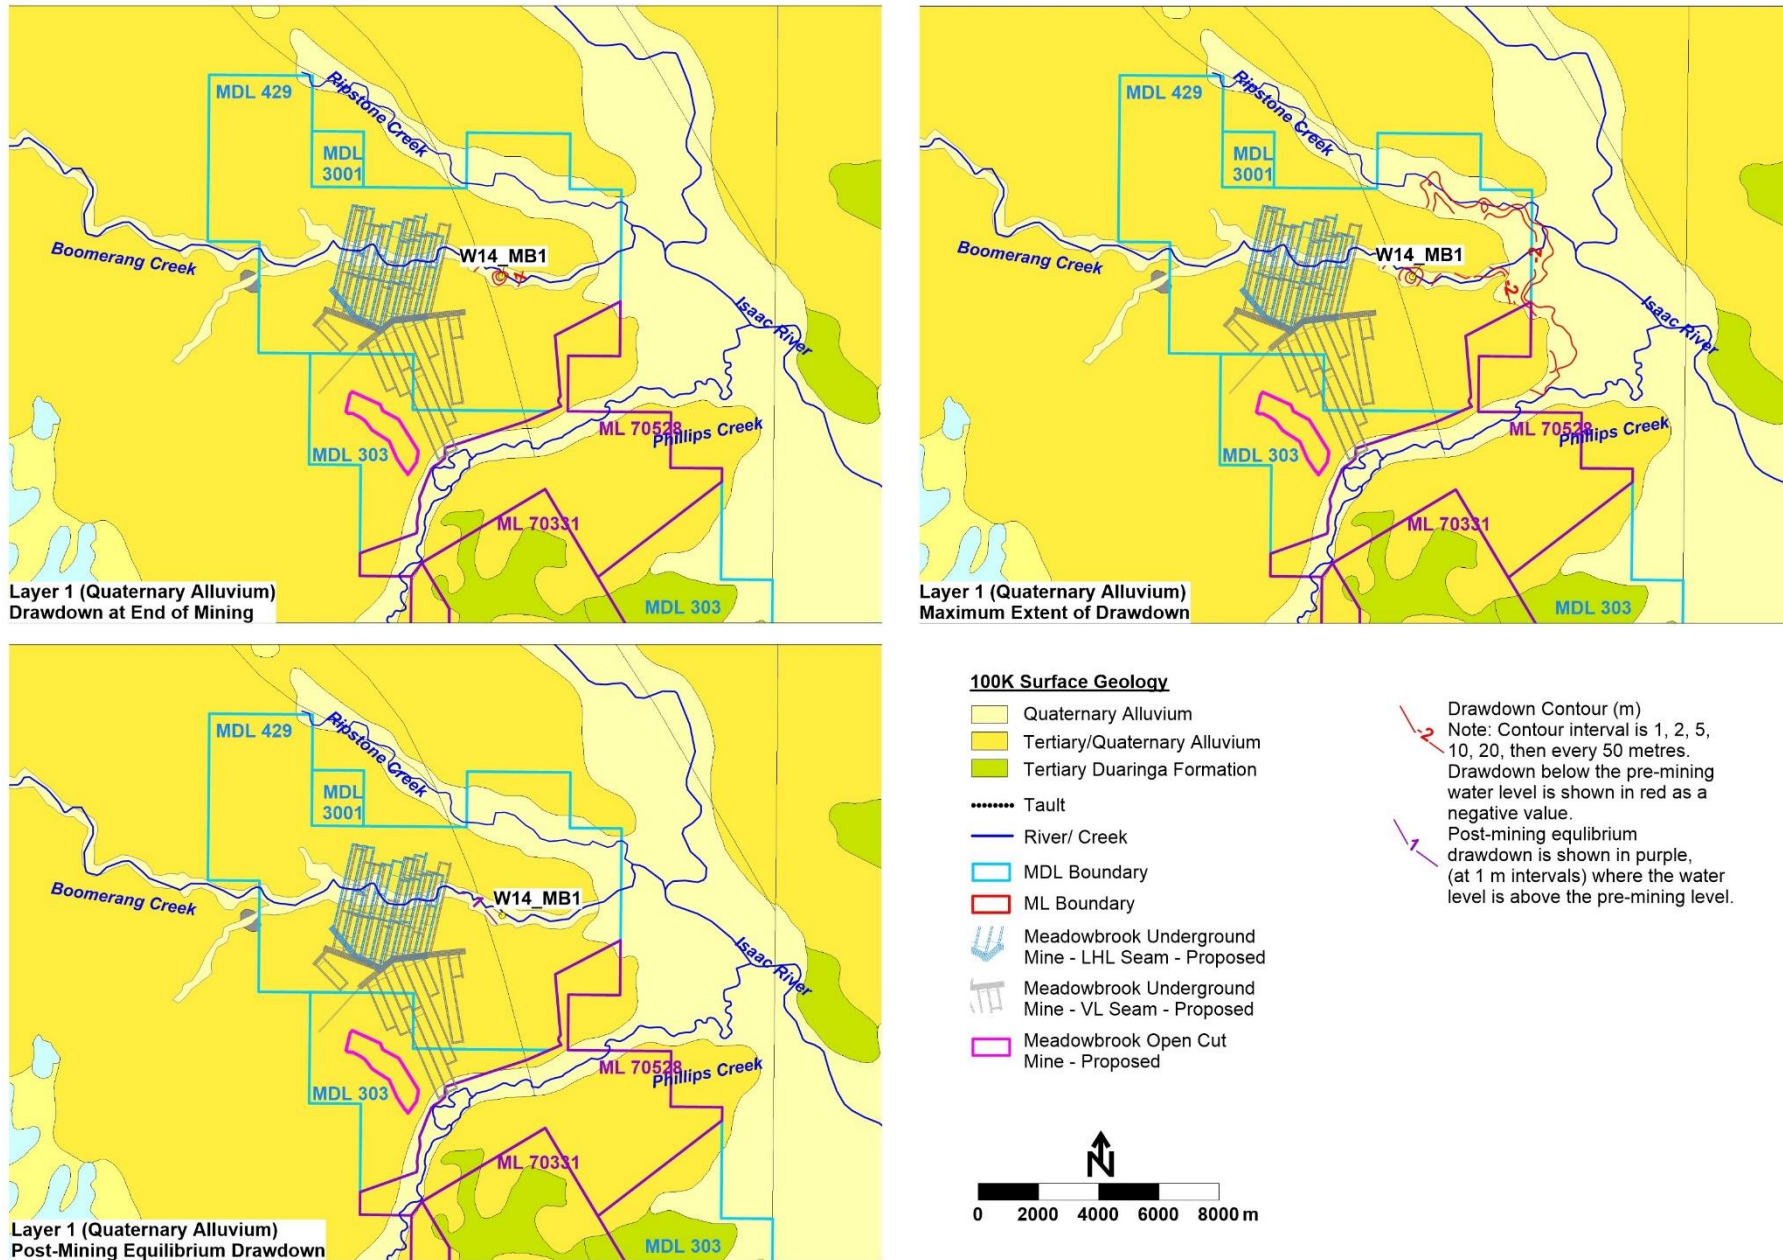 MDL 429
Ripstone Creek
MDL
3001
Boomerang Creek
W14_MB1
Isaac River
ML 70528
Phillips Creek
MDL 303
ML 70331
MDL 303
Layer 1 (Quaternary Alluvium)
Drawdown at End of Mining
MDL 429
Ripstone Creek
MDL
3001
Boomerang Creek
W14_MB1
-2
-2
Isaac River
ML 70528
Phillips Creek
MDL 303
ML 70331
MDL 303
Layer 1 (Quaternary Alluvium)
Maximum Extent of Drawdown
MDL 429
Ripstone Creek
MDL
3001
Boomerang Creek
1
W14_MB1
Isaac River
ML 70528
Phillips Creek
MDL 303
ML 70331
MDL 303
Layer 1 (Quaternary Alluvium)
Post-Mining Equilibrium Drawdown
100K Surface Geology
Quaternary Alluvium
Tertiary/Quaternary Alluvium
Tertiary Duaringa Formation
Tault
River/ Creek
MDL Boundary
ML Boundary
Meadowbrook Underground
Mine - LHL Seam - Proposed
Meadowbrook Underground
Mine - VL Seam - Proposed
Meadowbrook Open Cut
Mine - Proposed
-2
Drawdown Contour (m)
Note: Contour interval is 1, 2, 5,
10, 20, then every 50 metres.
Drawdown below the pre-mining
water level is shown in red as a
negative value.
1
Post-mining equlibrium
drawdown is shown in purple,
(at 1 m intervals) where the water
level is above the pre-mining level.
N
0 2000 4000 6000 8000 m